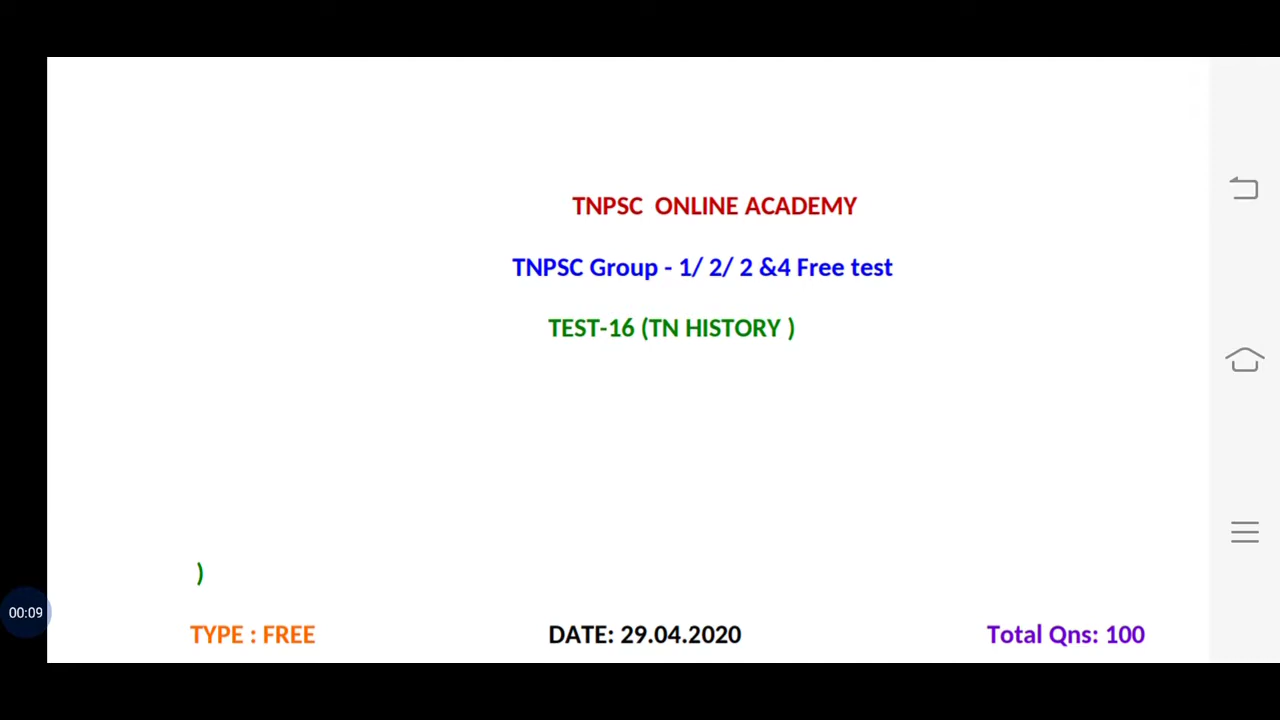 TNPSC  ONLINE ACADEMY
TNPSC Group - 1/ 2/ 2 &4 Free test
TEST-16 (TN HISTORY )
)
00:09
TYPE : FREE DATE: 29.04.2020 Total Qns: 100